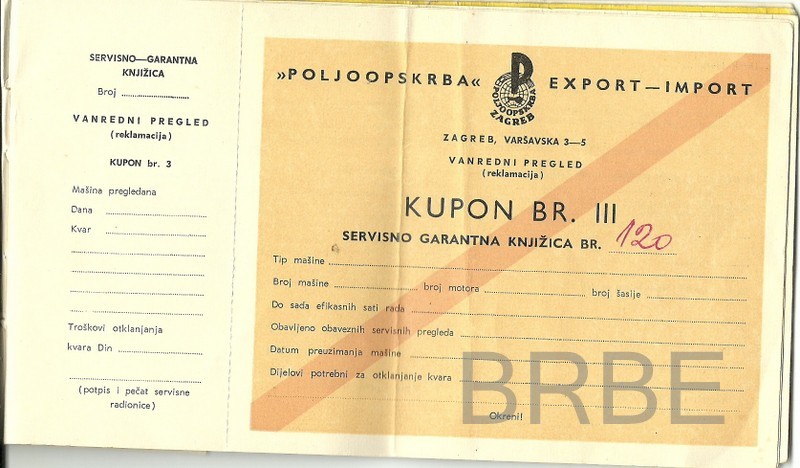 SERVISNO—GARANTNA
KNJIŽICA
Broj
VANREDNI PREGLED
(reklamacija)
KUPON br. 3
Mašina pregledana
Dana
Kvar
Troškovi otklanjanja
kvara Din
(potpis i pečat servisne
radionice)
»POLJOOPSKRBA« EXPORT—IMPORT
P
POLJOOPSKRBA
ZAGREB
ZAGREB, VARŠAVSKA 3—5
VANREDNI PREGLED
(reklamacija)
KUPON BR. III
SERVISNO GARANTNA KNJIŽICA BR. 120
Tip mašine
Broj mašine broj motora broj šasije
Do sada efikasnih sati rada
Obavljeno obaveznih servisnih pregleda
Datum preuzimanja mašine
Dijelovi potrebni za otklanjanje kvara
Okreni!
BRBE